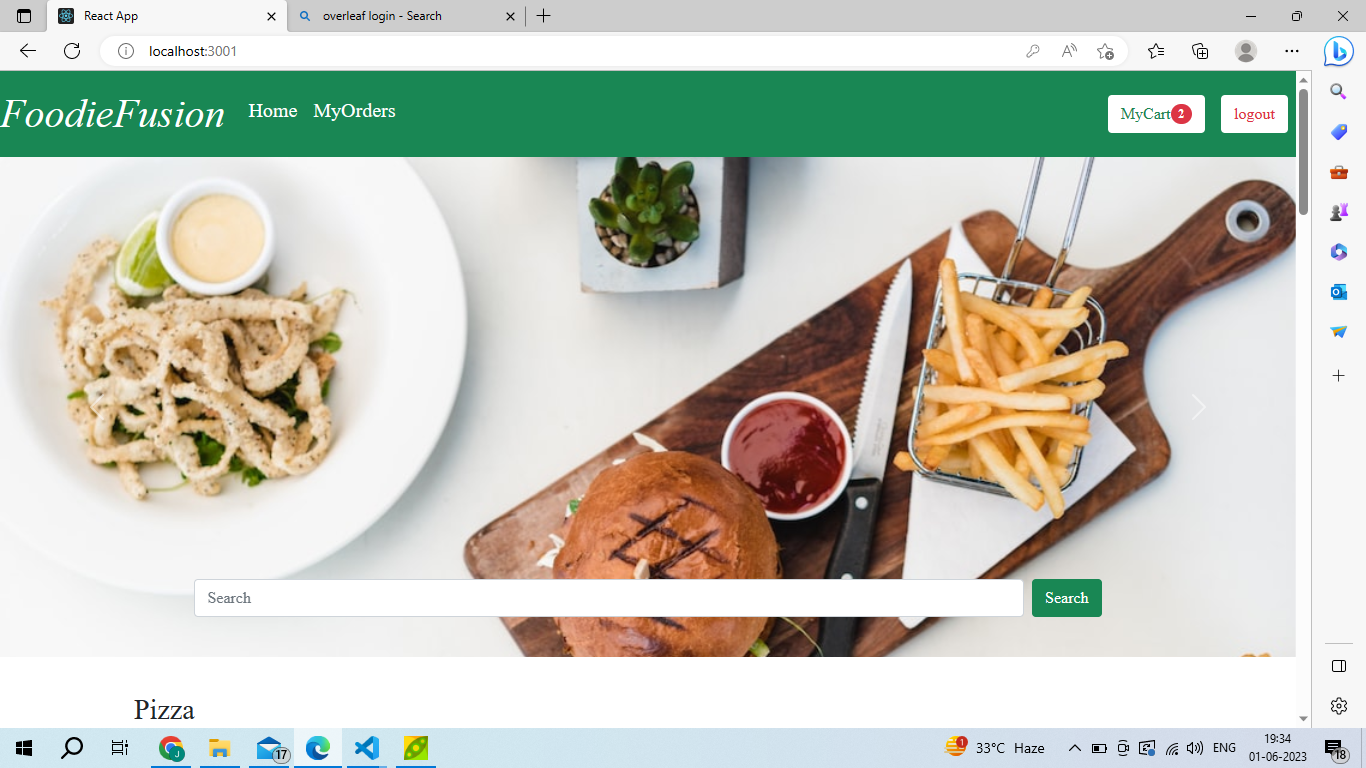 React App
overleaf login - Search
localhost:3001
FoodieFusion
Home
MyOrders
MyCart 2
logout
Search
Search
Pizza
J
17
1
33°C Haze
ENG
19:34
01-06-2023
18